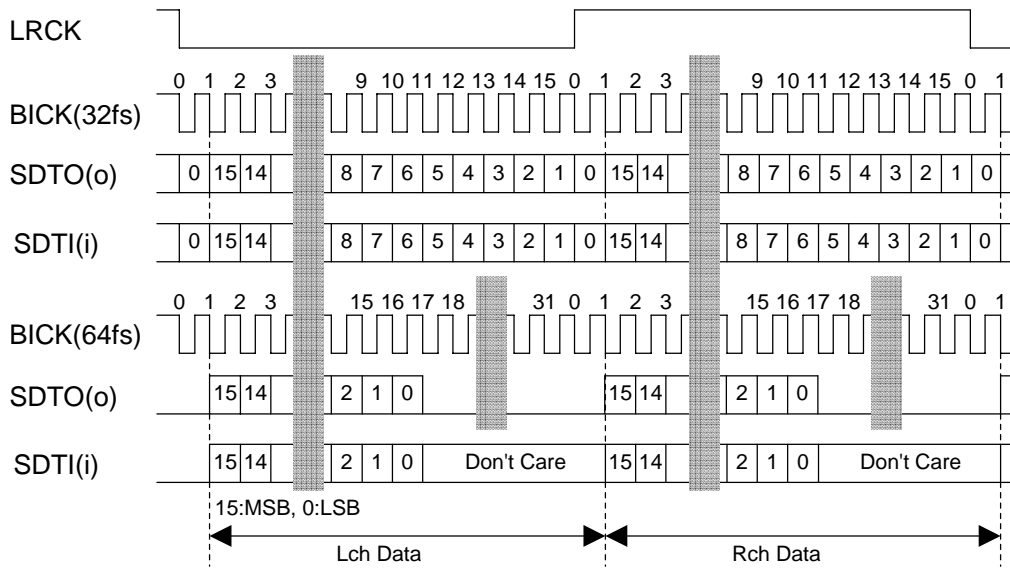 LRCK
0 1 2 3 9 10 11 12 13 14 15 0 1 2 3 9 10 11 12 13 14 15 0 1
BICK(32fs)
SDTO(o) 0 15 14 8 7 6 5 4 3 2 1 0 15 14 8 7 6 5 4 3 2 1 0
SDTI(i) 0 15 14 8 7 6 5 4 3 2 1 0 15 14 8 7 6 5 4 3 2 1 0
0 1 2 3 15 16 17 18 31 0 1 2 3 15 16 17 18 31 0 1
BICK(64fs)
SDTO(o) 15 14 2 1 0 15 14 2 1 0 15
SDTI(i) 15 14 2 1 0 Don't Care 15 14 2 1 0 Don't Care
15:MSB, 0:LSB
Lch Data Rch Data